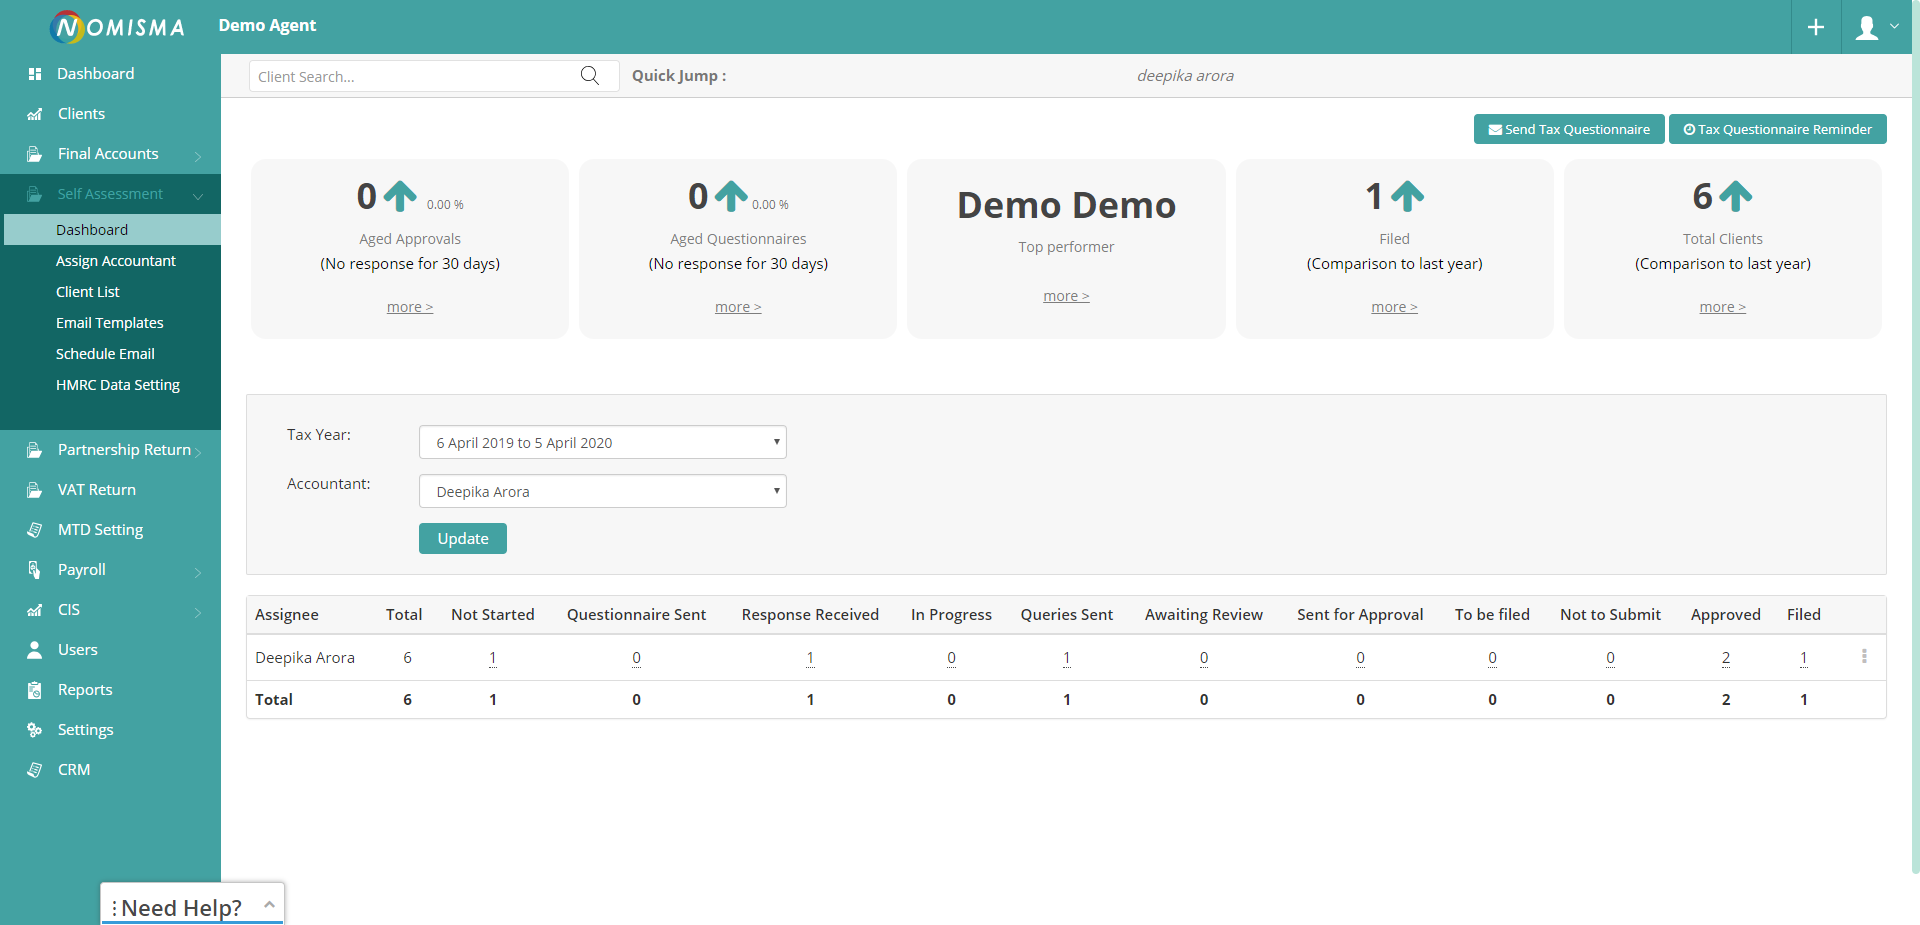 NOMISMA
Demo Agent
Dashboard
Clients
Final Accounts
Self Assessment
Dashboard
Assign Accountant
Client List
Email Templates
Schedule Email
HMRC Data Setting
Partnership Return
VAT Return
MTD Setting
Payroll
CIS
Users
Reports
Settings
CRM
Client Search...
Quick Jump :
deepika arora
Send Tax Questionnaire
Tax Questionnaire Reminder
0 0.00 %
Aged Approvals
(No response for 30 days)
more >
0 0.00 %
Aged Questionnaires
(No response for 30 days)
more >
Demo Demo
Top performer
more >
1
Filed
(Comparison to last year)
more >
6
Total Clients
(Comparison to last year)
more >
Tax Year: 6 April 2019 to 5 April 2020
Accountant: Deepika Arora
Update
Assignee Total Not Started Questionnaire Sent Response Received In Progress Queries Sent Awaiting Review Sent for Approval To be filed Not to Submit Approved Filed
Deepika Arora 6 1 0 1 0 1 0 0 0 0 2 1
Total 6 1 0 1 0 1 0 0 0 0 2 1
Need Help?